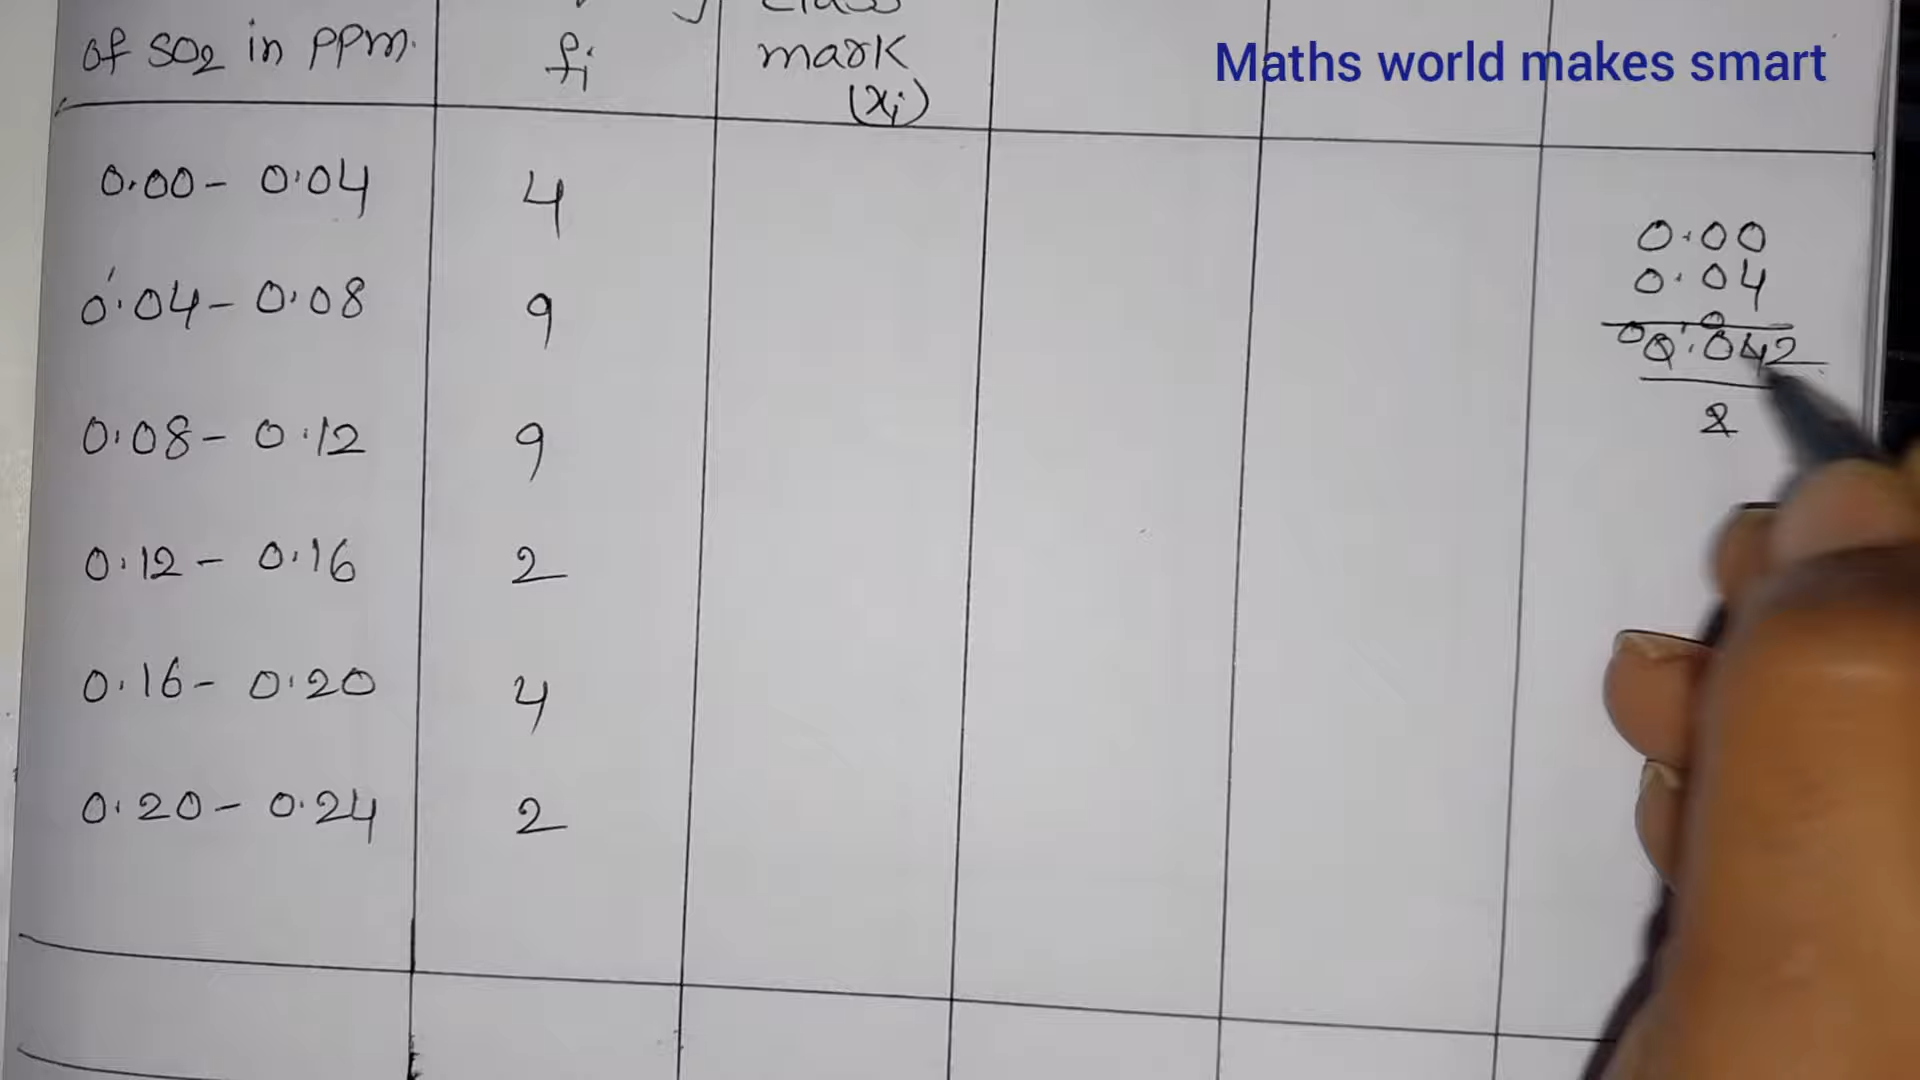 class
of SO2 in PPM.
fi
mark
(xi)
Maths world makes smart
0.00 - 0.04
4
0.04 - 0.08
9
0.08 - 0.12
9
0.12 - 0.16
2
0.16 - 0.20
4
0.20 - 0.24
2
0.00
0.04
0.04
2